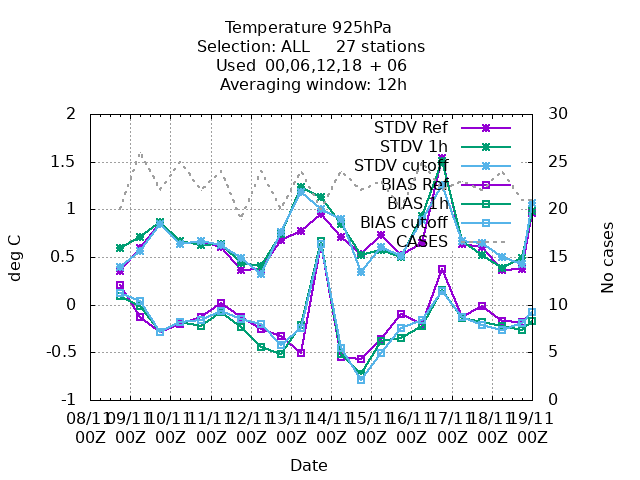 Temperature 925hPa
Selection: ALL 27 stations
Used 00,06,12,18 + 06
Averaging window: 12h
2
1.5
1
0.5
0
-0.5
-1
30
25
20
15
10
5
0
deg C
No cases
STDV Ref
STDV 1h
STDV cutoff
BIAS Ref
BIAS 1h
BIAS cutoff
CASES
08/11 09/11 10/11 11/11 12/11 13/11 14/11 15/11 16/11 17/11 18/11 19/11
00Z 00Z 00Z 00Z 00Z 00Z 00Z 00Z 00Z 00Z 00Z 00Z
Date